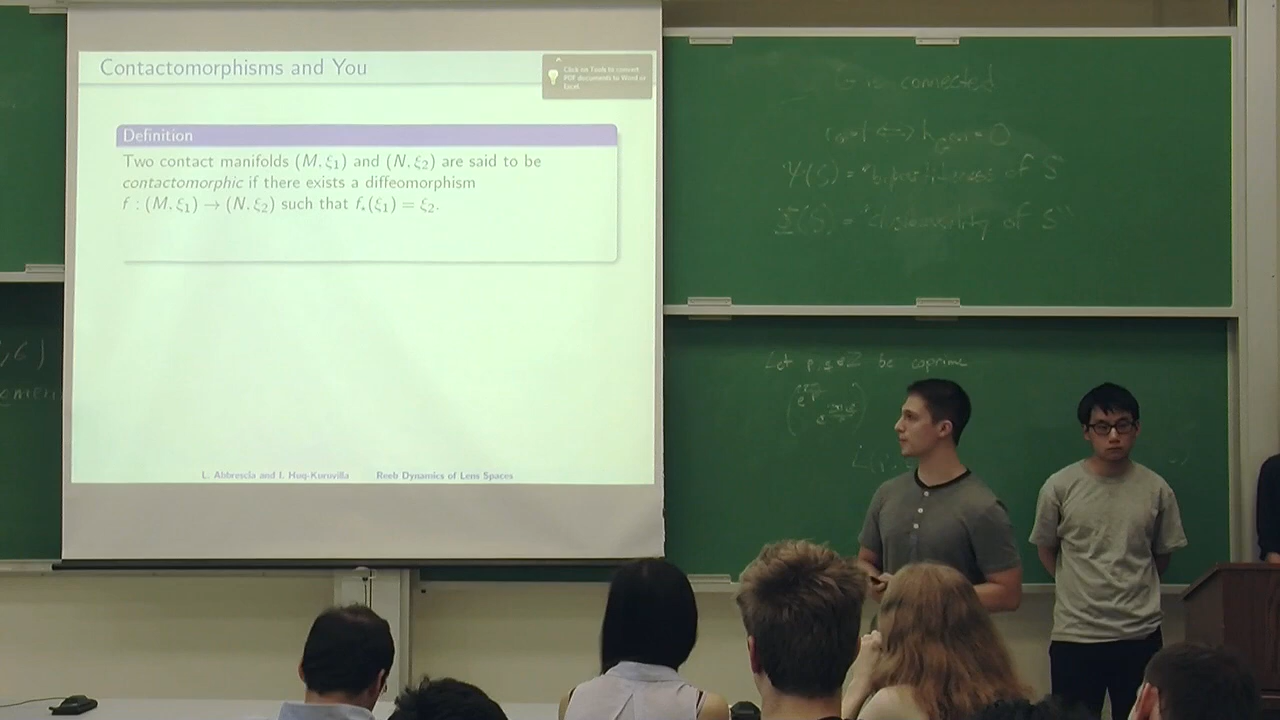 Contactomorphisms and You
Click on Tools to convert
PDF documents to Word or
Excel.
Definition
Two contact manifolds (M, ξ₁) and (N, ξ₂) are said to be
contactomorphic if there exists a diffeomorphism
f : (M, ξ₁) → (N, ξ₂) such that f⁎(ξ₁) = ξ₂.
L. Abbrescia and I. Huq-Kuruvilla Reeb Dynamics of Lens Spaces
G is connected
of S
of S"
Let p, q ∈ Z be coprime